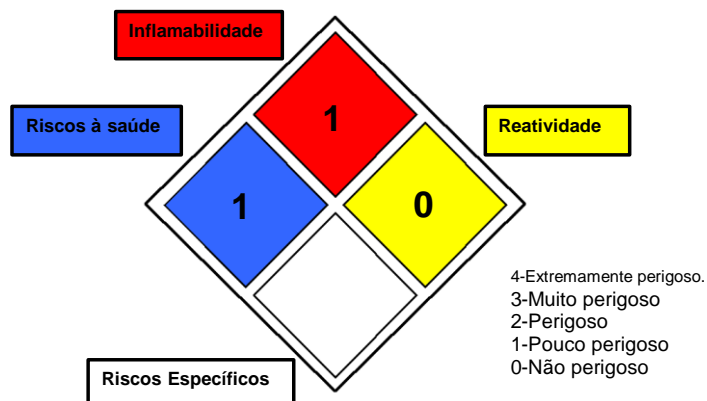 Inflamabilidade
Riscos à saúde
1
Reatividade
1
0
4-Extremamente perigoso.
3-Muito perigoso
2-Perigoso
1-Pouco perigoso
0-Não perigoso
Riscos Específicos